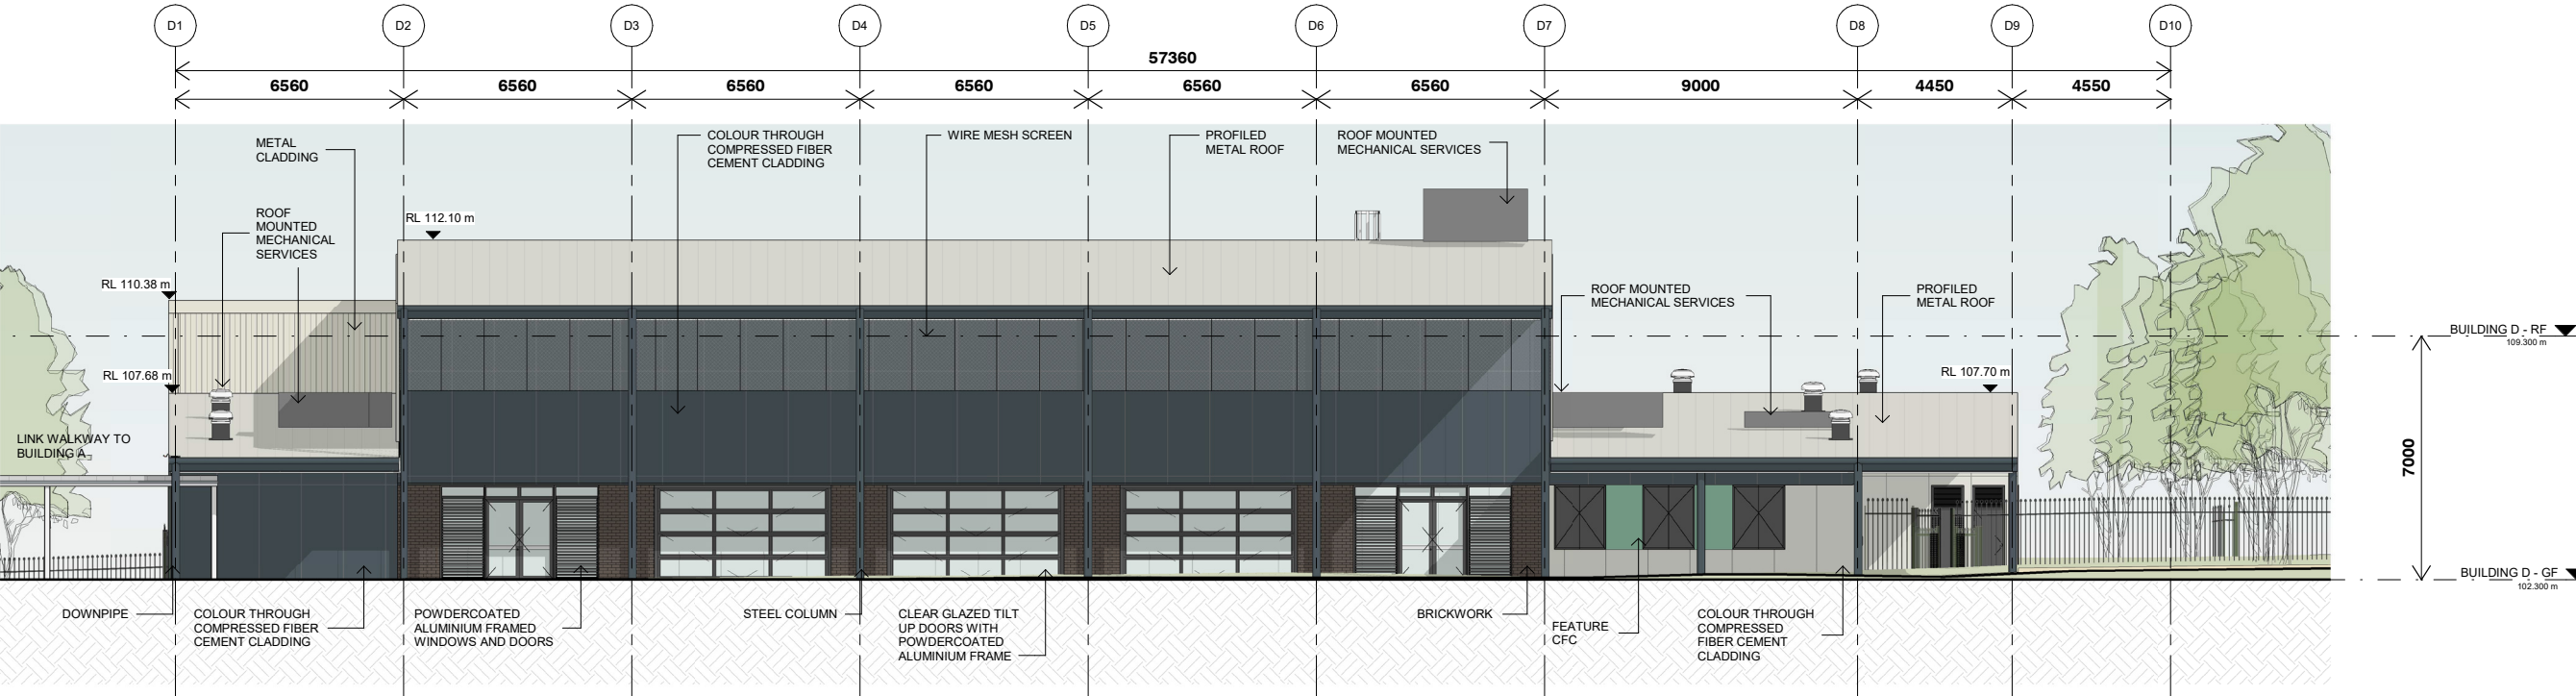 D1 D2 D3 D4 D5 D6 D7 D8 D9 D10
57360
6560 6560 6560 6560 6560 6560 9000 4450 4550
METAL
CLADDING
COLOUR THROUGH
COMPRESSED FIBER
CEMENT CLADDING
WIRE MESH SCREEN
PROFILED
METAL ROOF
ROOF MOUNTED
MECHANICAL SERVICES
ROOF
MOUNTED
MECHANICAL
SERVICES
RL 112.10 m
RL 110.38 m
ROOF MOUNTED
MECHANICAL SERVICES
PROFILED
METAL ROOF
BUILDING D - RF
109.300 m
RL 107.68 m
RL 107.70 m
LINK WALKWAY TO
BUILDING A
7000
BUILDING D - GF
102.300 m
DOWNPIPE
COLOUR THROUGH
COMPRESSED FIBER
CEMENT CLADDING
POWDERCOATED
ALUMINIUM FRAMED
WINDOWS AND DOORS
STEEL COLUMN
CLEAR GLAZED TILT
UP DOORS WITH
POWDERCOATED
ALUMINIUM FRAME
BRICKWORK
FEATURE
CFC
COLOUR THROUGH
COMPRESSED
FIBER CEMENT
CLADDING